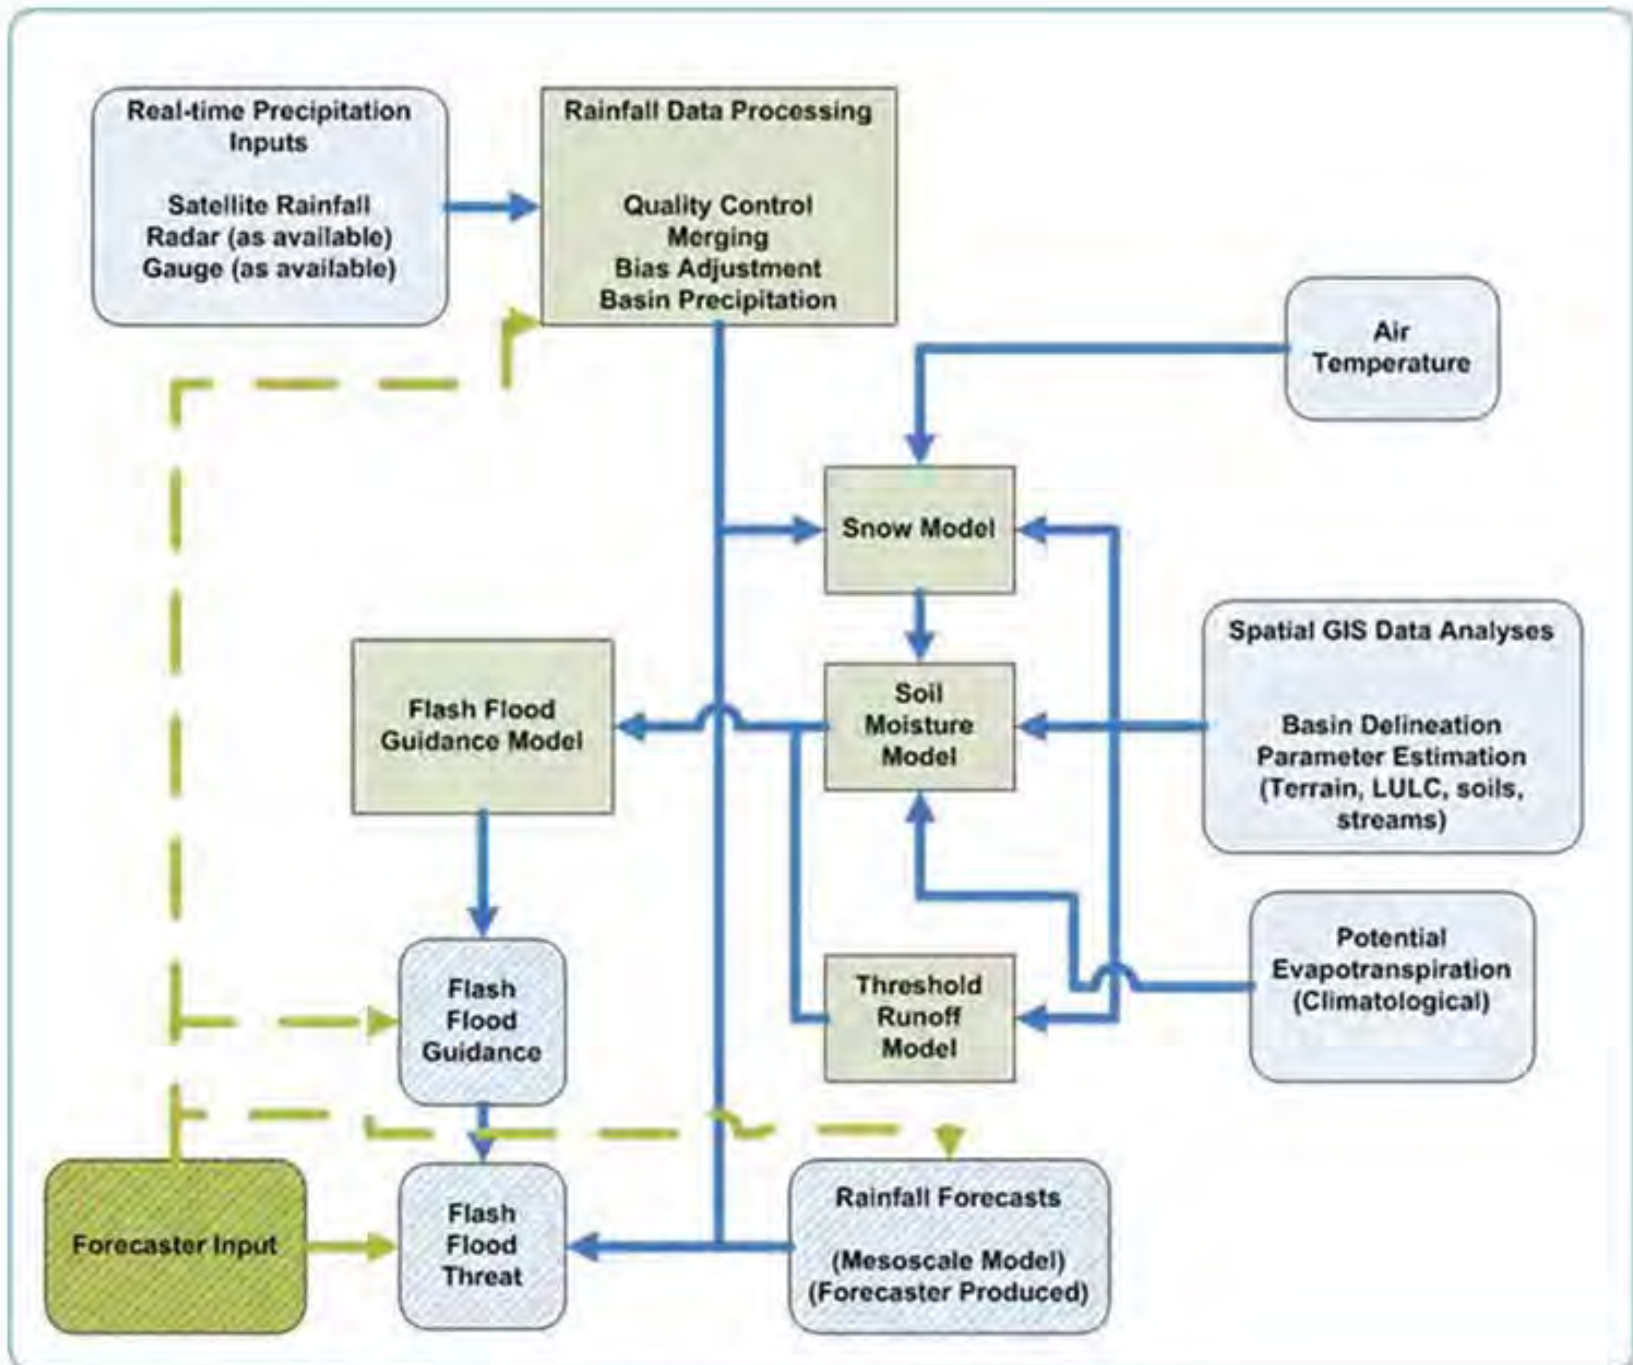 Real-time Precipitation
Inputs
Satellite Rainfall
Radar (as available)
Gauge (as available)
Rainfall Data Processing
Quality Control
Merging
Bias Adjustment
Basin Precipitation
Air
Temperature
Snow Model
Spatial GIS Data Analyses
Basin Delineation
Parameter Estimation
(Terrain, LULC, soils,
streams)
Flash Flood
Guidance Model
Soil
Moisture
Model
Potential
Evapotranspiration
(Climatological)
Flash
Flood
Guidance
Threshold
Runoff
Model
Forecaster Input
Flash
Flood
Threat
Rainfall Forecasts
(Mesoscale Model)
(Forecaster Produced)